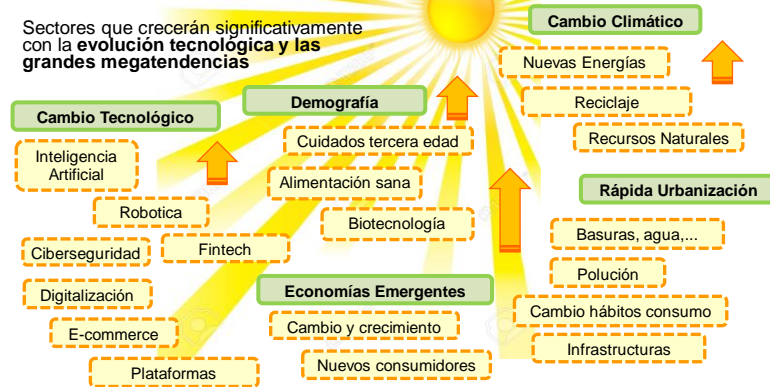 Sectores que crecerán significativamente
con la evolución tecnológica y las
grandes megatendencias
Cambio Tecnológico
Inteligencia
Artificial
Robotica
Fintech
Ciberseguridad
Digitalización
E-commerce
Plataformas
Demografía
Cuidados tercera edad
Alimentación sana
Biotecnología
Economías Emergentes
Cambio y crecimiento
Nuevos consumidores
Cambio Climático
Nuevas Energías
Reciclaje
Recursos Naturales
Rápida Urbanización
Basuras, agua,...
Polución
Cambio hábitos consumo
Infrastructuras